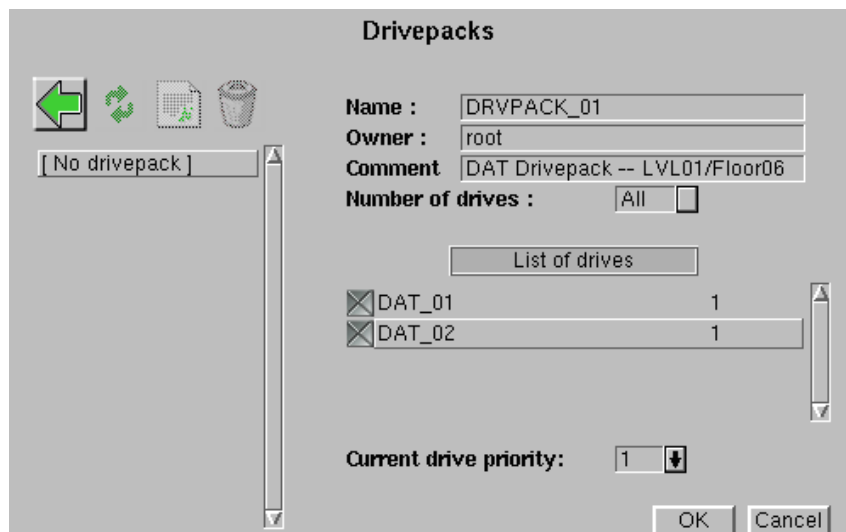 Drivepacks
[ No drivepack ]
Name : DRVPACK_01
Owner : root
Comment DAT Drivepack -- LVL01/Floor06
Number of drives : All
List of drives
DAT_01 1
DAT_02 1
Current drive priority: 1
OK Cancel